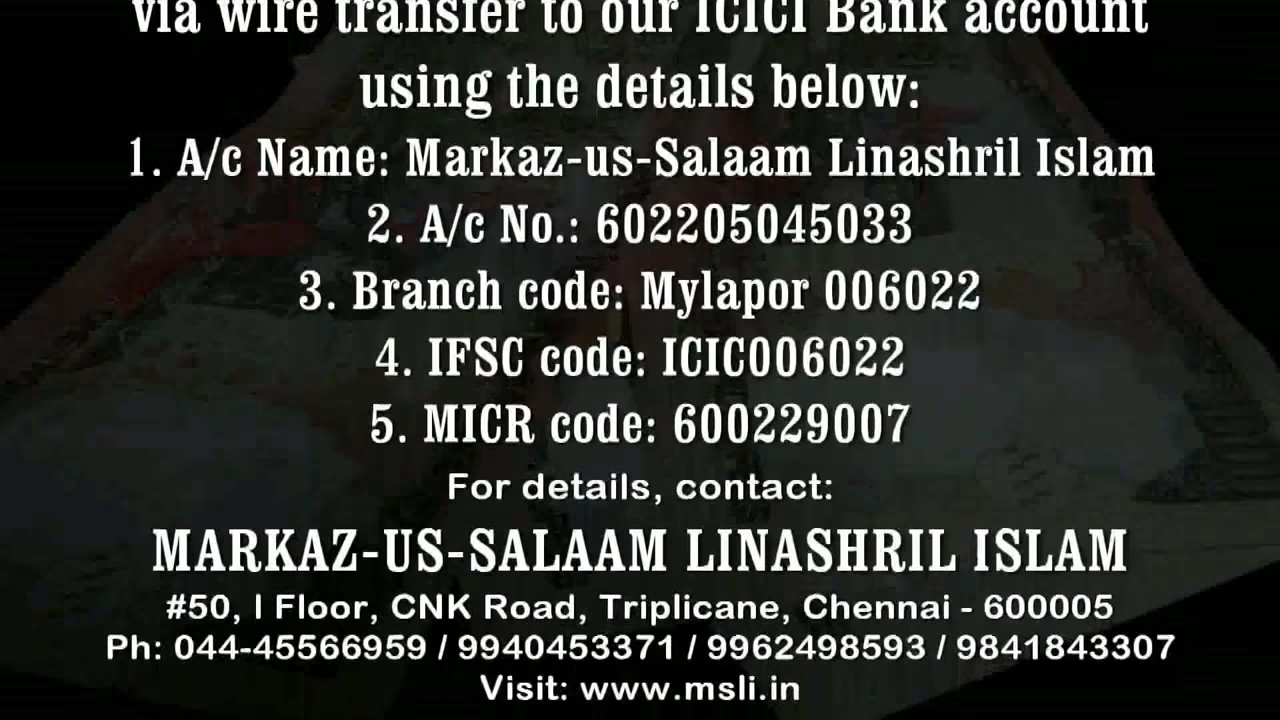 via wire transfer to our ICICI Bank account
using the details below:
1. A/c Name: Markaz-us-Salaam Linashril Islam
2. A/c No.: 602205045033
3. Branch code: Mylapor 006022
4. IFSC code: ICIC006022
5. MICR code: 600229007
For details, contact:
MARKAZ-US-SALAAM LINASHRIL ISLAM
#50, I Floor, CNK Road, Triplicane, Chennai - 600005
Ph: 044-45566959 / 9940453371 / 9962498593 / 9841843307
Visit: www.msli.in